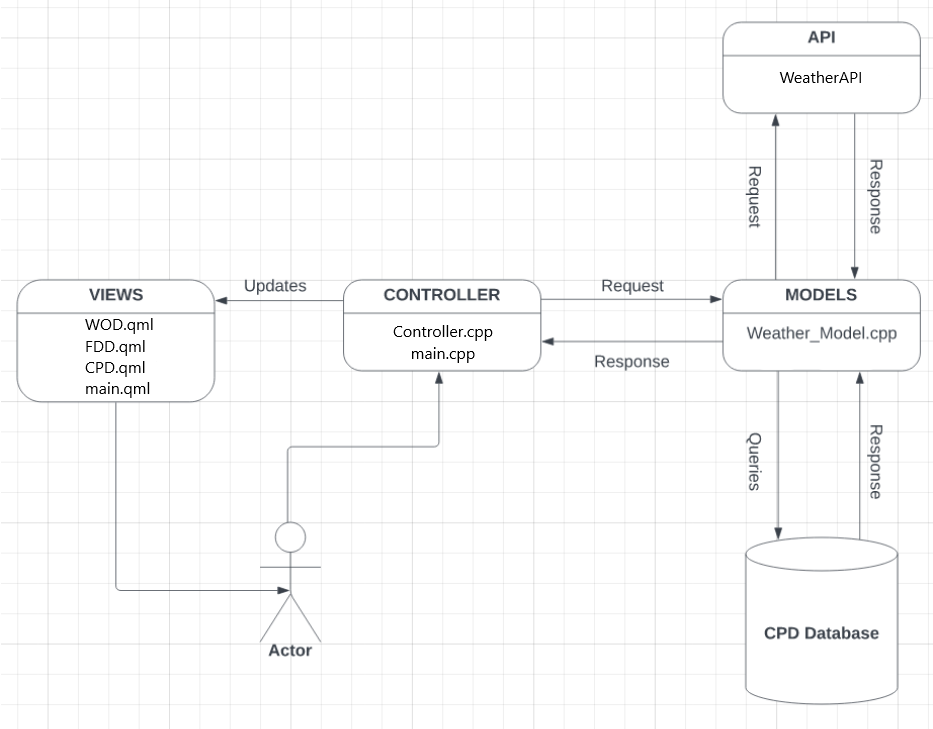 API
WeatherAPI
Request
Response
VIEWS
WOD.qml
FDD.qml
CPD.qml
main.qml
Updates
CONTROLLER
Controller.cpp
main.cpp
Request
Response
MODELS
Weather_Model.cpp
Queries
Response
Actor
CPD Database